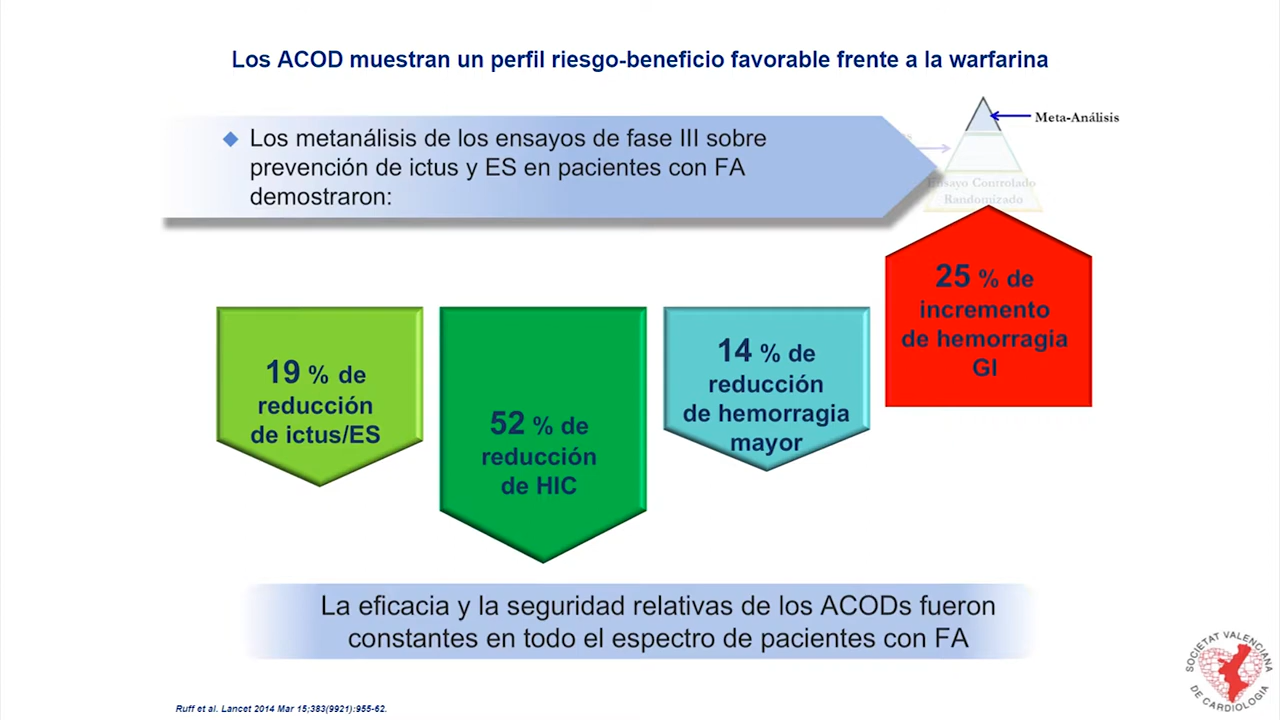 Los ACOD muestran un perfil riesgo-beneficio favorable frente a la warfarina
Meta-Análisis
Los metanálisis de los ensayos de fase III sobre
prevención de ictus y ES en pacientes con FA
demostraron:
Ensayo Controlado
Randomizado
19 % de
reducción
de ictus/ES
52 % de
reducción
de HIC
14 % de
reducción
de hemorragia
mayor
25 % de
incremento
de hemorragia
GI
La eficacia y la seguridad relativas de los ACODs fueron
constantes en todo el espectro de pacientes con FA
Ruff et al. Lancet 2014 Mar 15;383(9921):955-62.
SOCIETAT VALENCIANA
DE CARDIOLOGIA